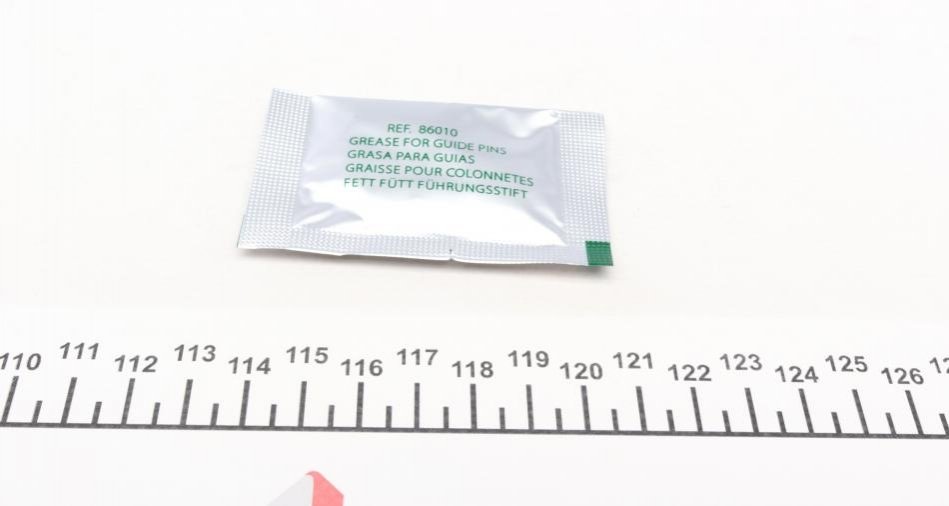 REF. 86010
GREASE FOR GUIDE PINS
GRASA PARA GUIAS
GRAISSE POUR COLONNETES
FETT FÜTT FÜHRUNGSSTIFT
110 111 112 113 114 115 116 117 118 119 120 121 122 123 124 125 126